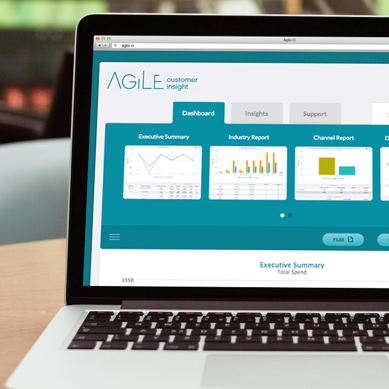 Agile CI
agile.ci
AGiLE customer
insight
Dashboard Insights Support
Executive Summary Industry Report Channel Report
FILES
Executive Summary
Total Spend
1550